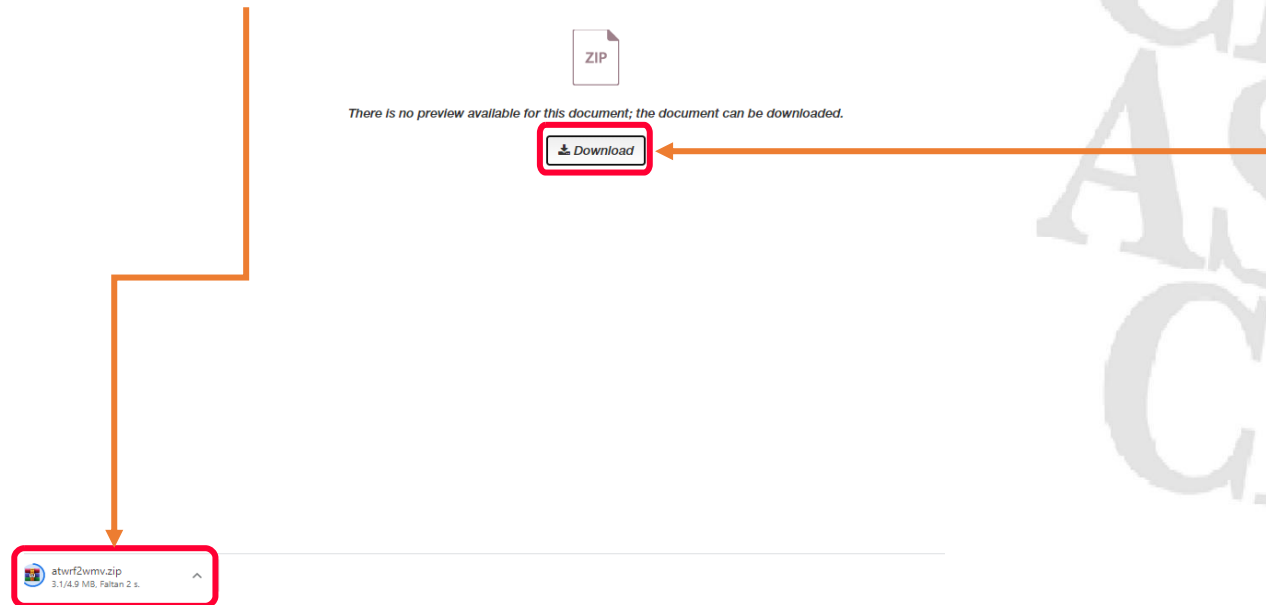 ZIP
There is no preview available for this document; the document can be downloaded.
Download
atwrf2wmv.zip
3.1/4.9 MB, Faltan 2 s.